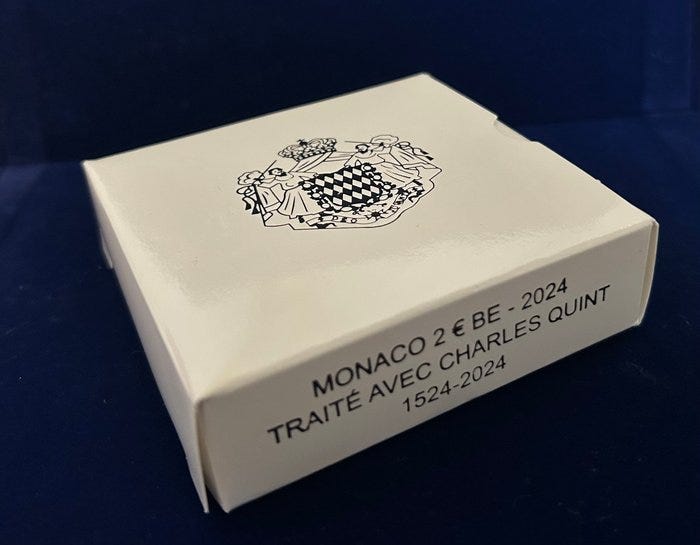 MONACO 2 € BE - 2024
TRAITÉ AVEC CHARLES QUINT
1524-2024